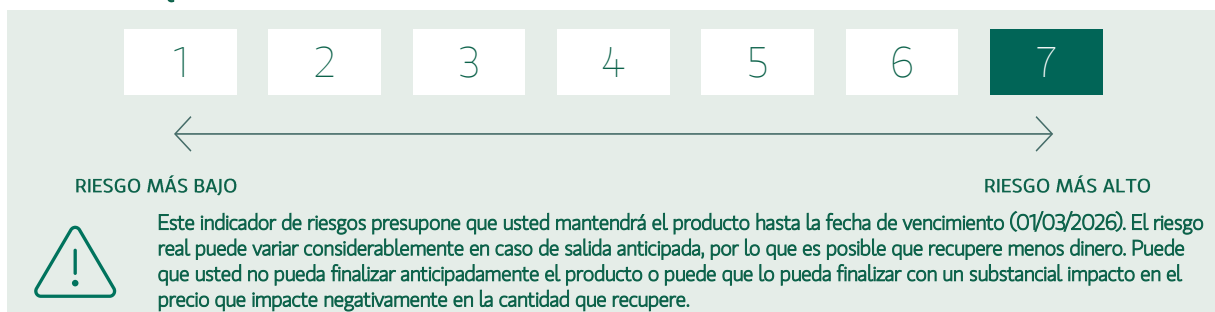 1 2 3 4 5 6 7
RIESGO MÁS BAJO RIESGO MÁS ALTO
Este indicador de riesgos presupone que usted mantendrá el producto hasta la fecha de vencimiento (01/03/2026). El riesgo
real puede variar considerablemente en caso de salida anticipada, por lo que es posible que recupere menos dinero. Puede
que usted no pueda finalizar anticipadamente el producto o puede que lo pueda finalizar con un substancial impacto en el
precio que impacte negativamente en la cantidad que recupere.